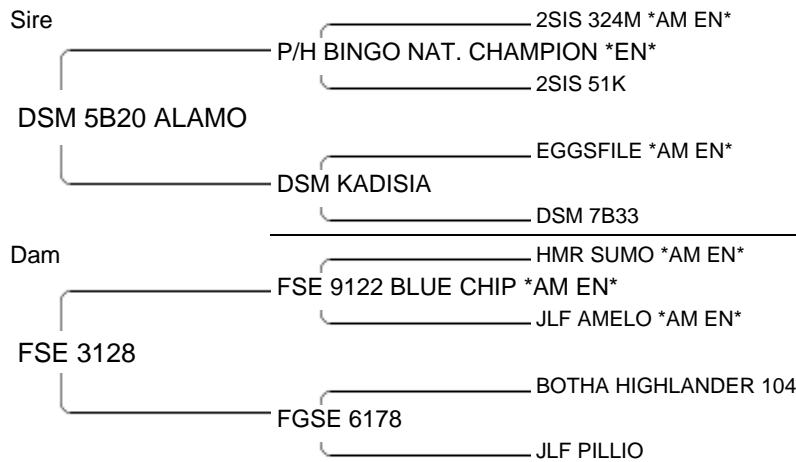 Sire
2SIS 324M *AM EN*
P/H BINGO NAT. CHAMPION *EN*
2SIS 51K
DSM 5B20 ALAMO
EGGSFILE *AM EN*
DSM KADISIA
DSM 7B33
Dam
HMR SUMO *AM EN*
FSE 9122 BLUE CHIP *AM EN*
JLF AMELO *AM EN*
FSE 3128
BOTHA HIGHLANDER 104
FGSE 6178
JLF PILLIO